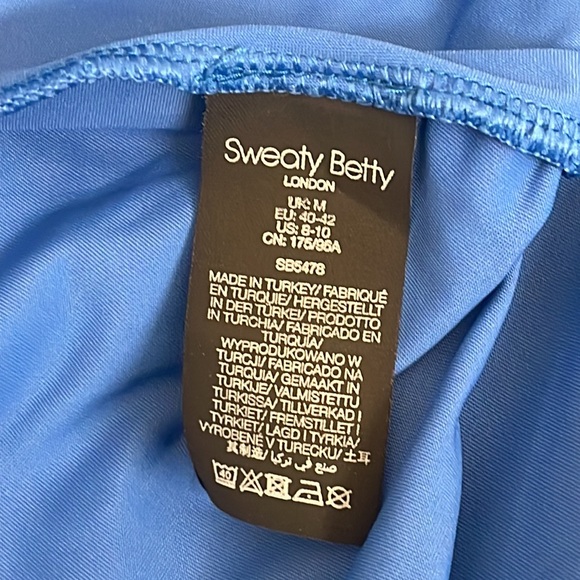 Sweaty Betty
LONDON
UK: M
EU: 40-42
US: 8-10
CN: 175/96A
SB5478
MADE IN TURKEY/ FABRIQUÉ
EN TURQUIE/ HERGESTELLT
IN DER TÜRKEI/ PRODOTTO
IN TURCHIA/ FABRICADO EN
TURQUÍA/
WYPRODUKOWANO W
TURCJI/ FABRICADO NA
TURQUIA/ GEMAAKT IN
TURKIJE/ VALMISTETTU
TURKISSA/ TILLVERKAD I
TURKIET/ FREMSTILLET I
TYRKIET/ LAGD I TYRKIA/
VYROBENÉ V TURECKU/ 土耳
其制造/ صنع في تركيا
40